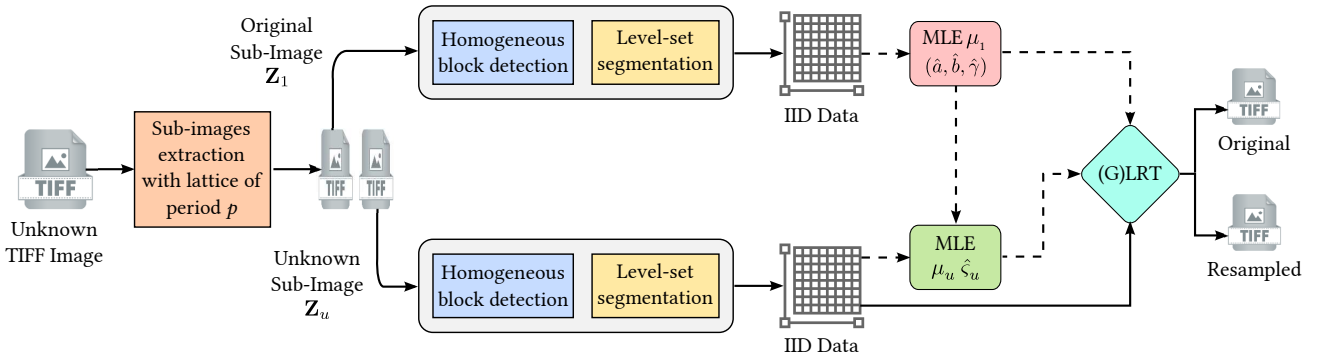 TIFF
Unknown
TIFF Image
Sub-images
extraction
with lattice of
period p
Original
Sub-Image
Z₁
TIFF
TIFF
Unknown
Sub-Image
Zᵤ
Homogeneous
block detection
Level-set
segmentation
IID Data
MLE μ₁
(â, b̂, γ̂)
Homogeneous
block detection
Level-set
segmentation
IID Data
MLE
μᵤ ς̂ᵤ
(G)LRT
TIFF
Original
TIFF
Resampled